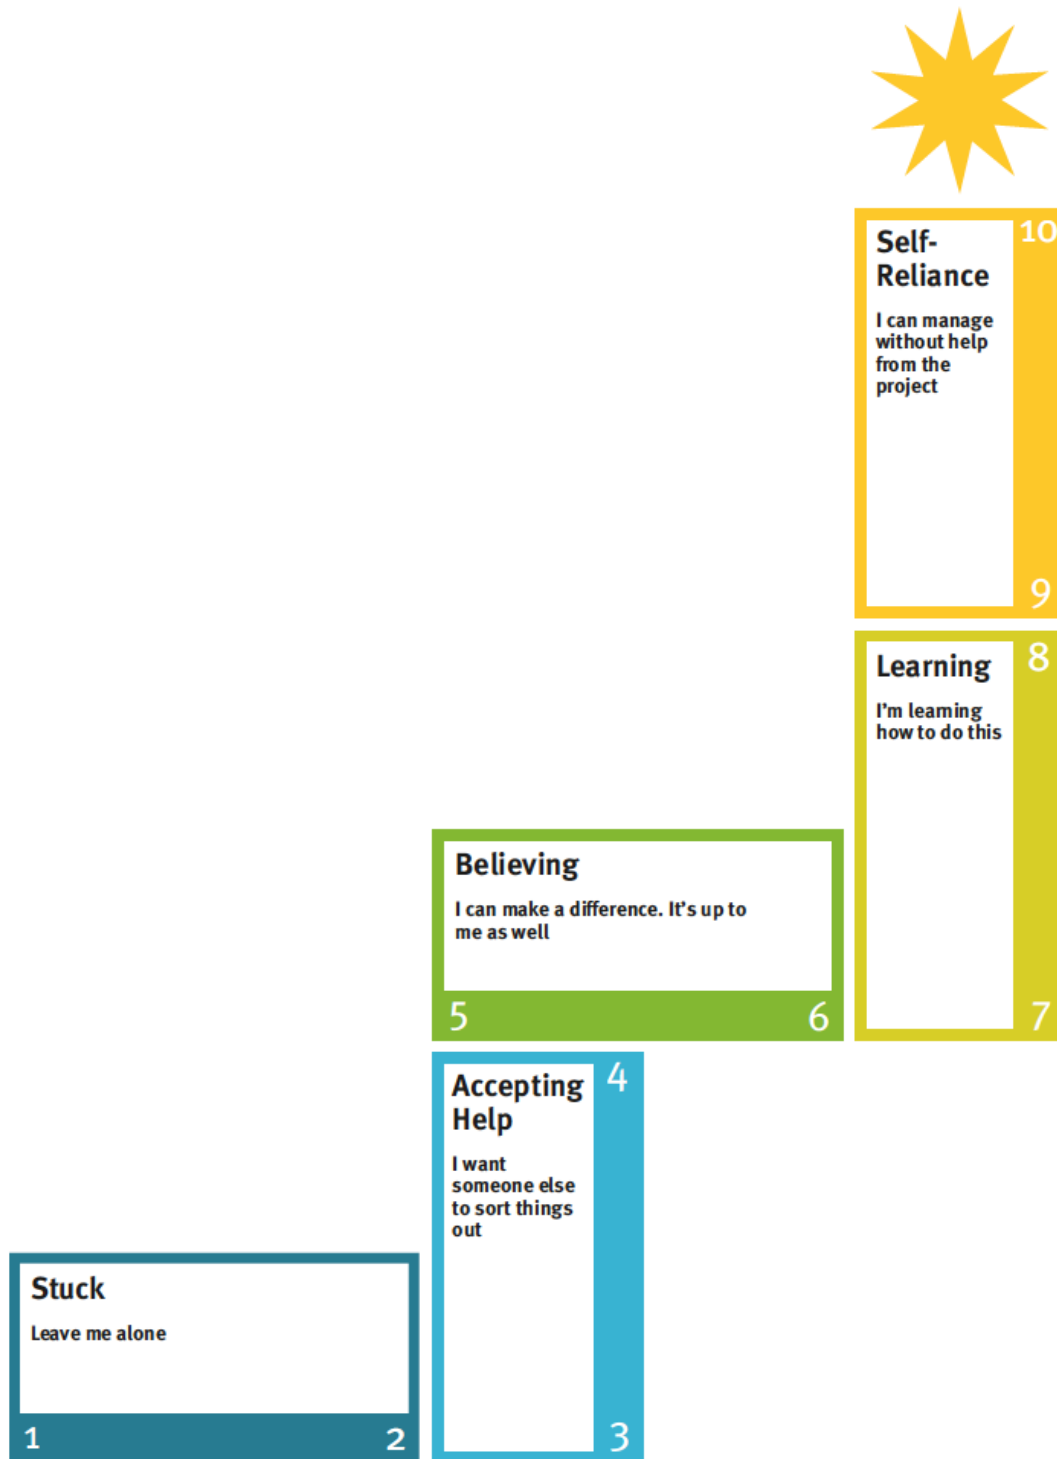 Self-
Reliance
10
I can manage
without help
from the
project
9
Learning
8
I'm learning
how to do this
7
Believing
I can make a difference. It's up to
me as well
5 6
Accepting
Help
4
I want
someone else
to sort things
out
3
Stuck
Leave me alone
1 2